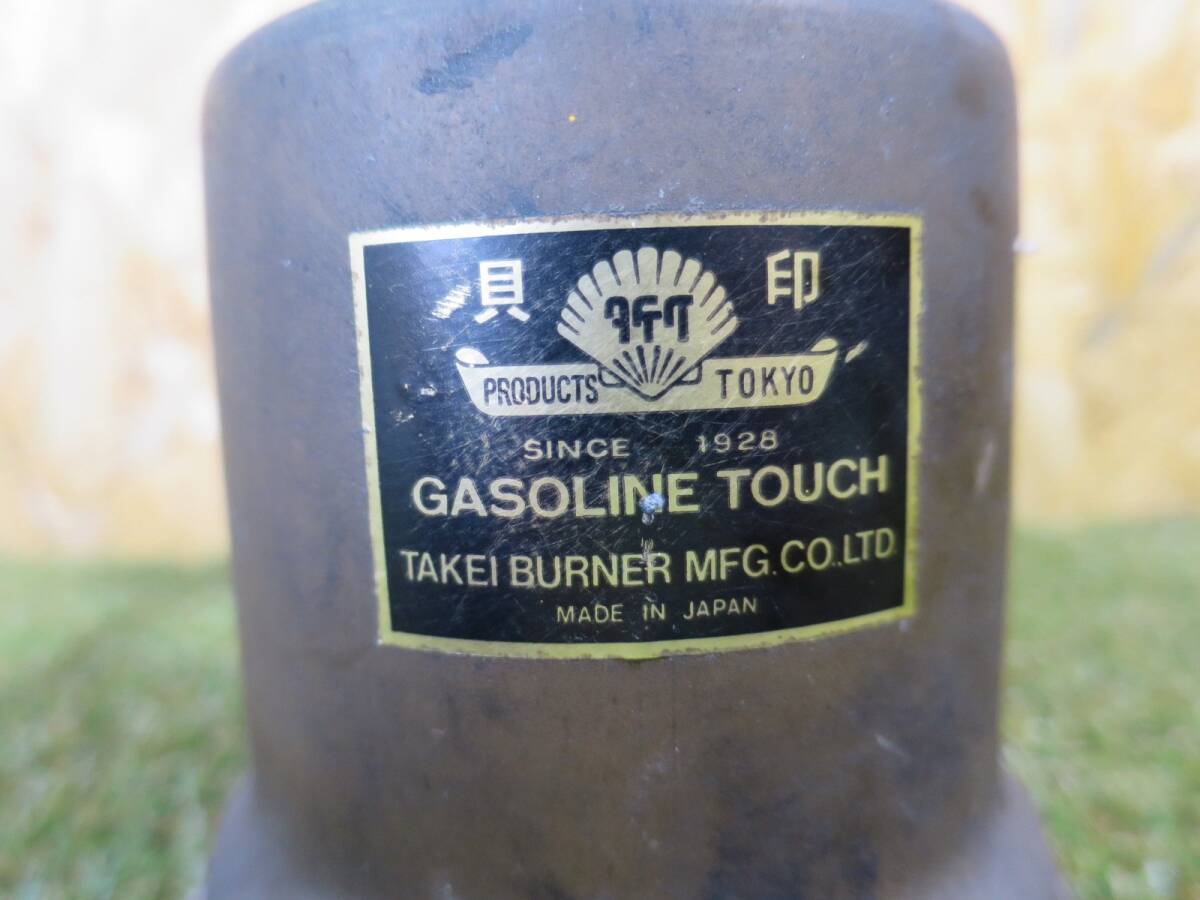 貝 印
PRODUCTS TOKYO
SINCE 1928
GASOLINE TOUCH
TAKEI BURNER MFG.CO.,LTD
MADE IN JAPAN